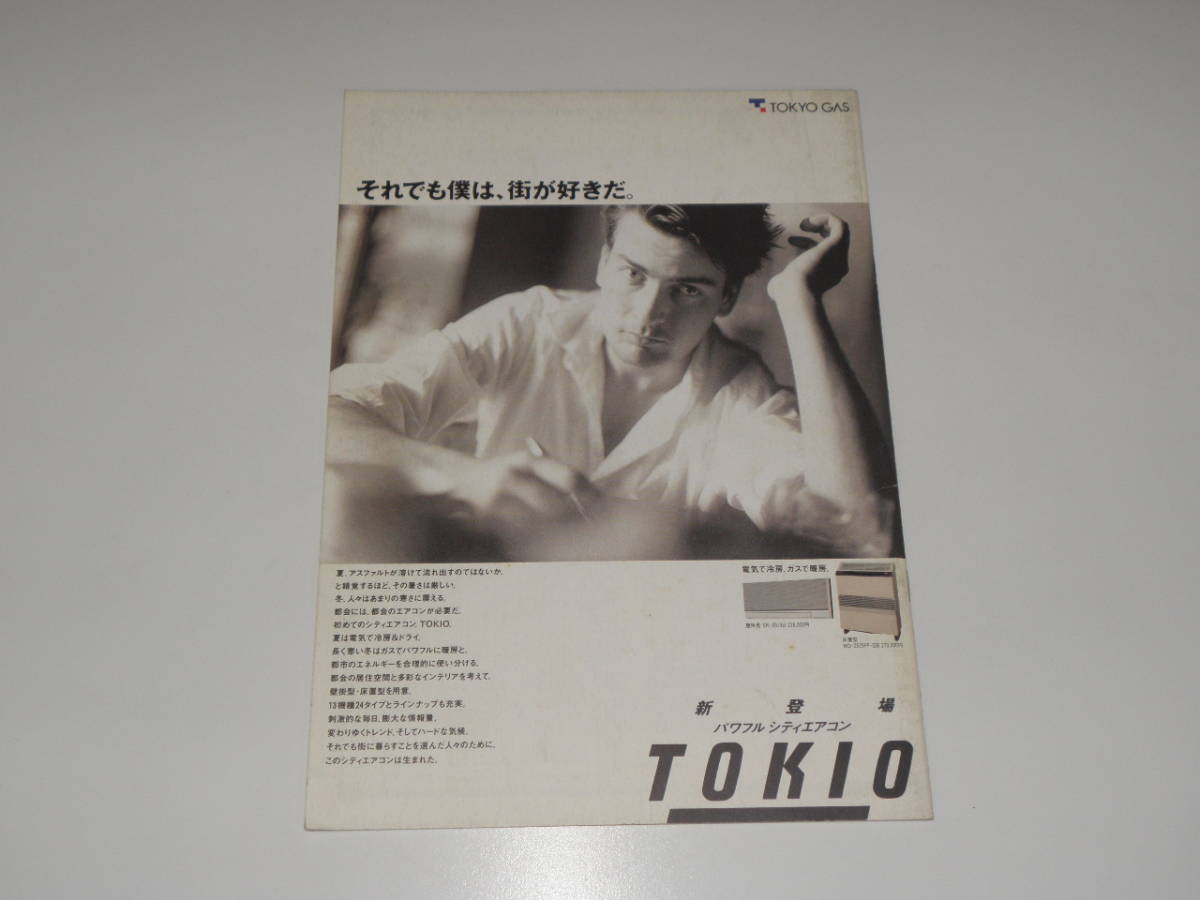 TOKYO GAS
それでも僕は、街が好きだ。
夏、アスファルトが溶けて流れ出すのではないか、
と錯覚するほど、その暑さは厳しい。
冬、人々はあまりの寒さに震える。
都会には、都会のエアコンが必要だ。
初めてのシティエアコン、TOKIO。
夏は電気で冷房&ドライ。
長く寒い冬はガスでパワフルに暖房と、
都市のエネルギーを合理的に使い分ける。
都会の居住空間と多彩なインテリアを考えて、
壁掛型・床置型を用意。
13機種24タイプとラインナップも充実。
刺激的な毎日、膨大な情報量。
変わりゆくトレンド、そしてハードな気候。
それでも街に暮らすことを選んだ人々のために、
このシティエアコンは生まれた。
電気で冷房、ガスで暖房。
床置型
新登場
パワフル シティエアコン
TOKIO